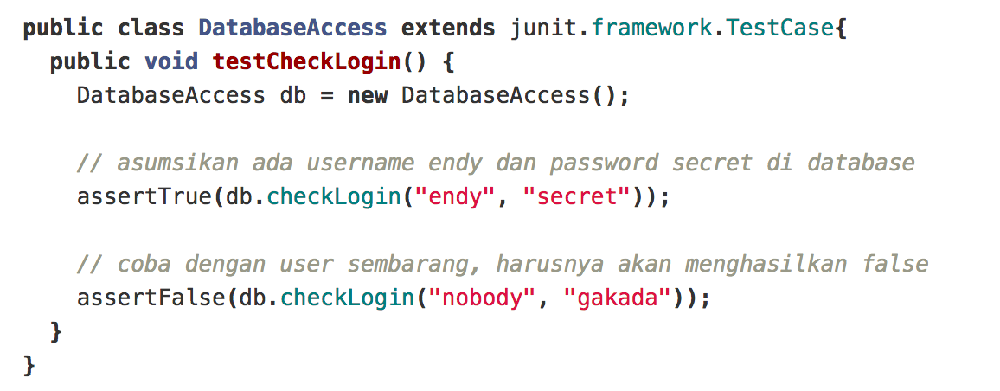 public class DatabaseAccess extends junit.framework.TestCase{
  public void testCheckLogin() {
    DatabaseAccess db = new DatabaseAccess();
    // asumsikan ada username endy dan password secret di database
    assertTrue(db.checkLogin("endy", "secret"));
    // coba dengan user sembarang, harusnya akan menghasilkan false
    assertFalse(db.checkLogin("nobody", "gakada"));
  }
}